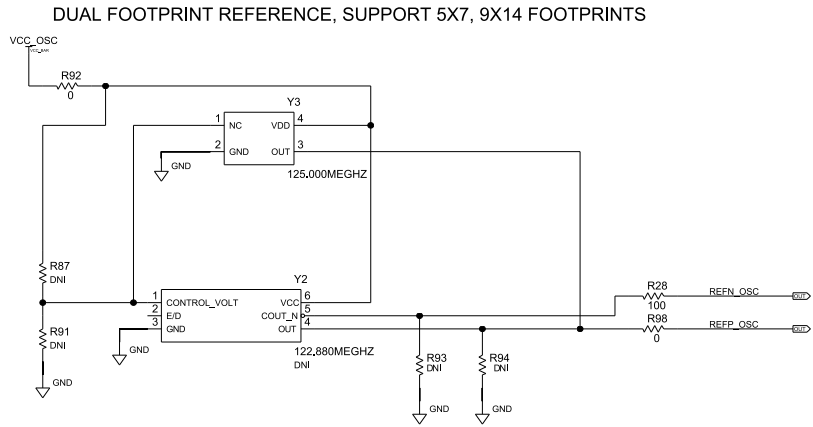 DUAL FOOTPRINT REFERENCE, SUPPORT 5X7, 9X14 FOOTPRINTS
VCC_OSC
VCC_BAR
R92
0
Y3
1 NC VDD 4
2 GND OUT 3
GND
125.000MEGHZ
R87
DNI
Y2
1 CONTROL_VOLT VCC 6
2 E/D COUT_N 5
3 GND OUT 4
122.880MEGHZ
DNI
R91
DNI
GND
GND
R28
100
REFN_OSC
OUT
R98
0
REFP_OSC
OUT
R93
DNI
R94
DNI
GND
GND